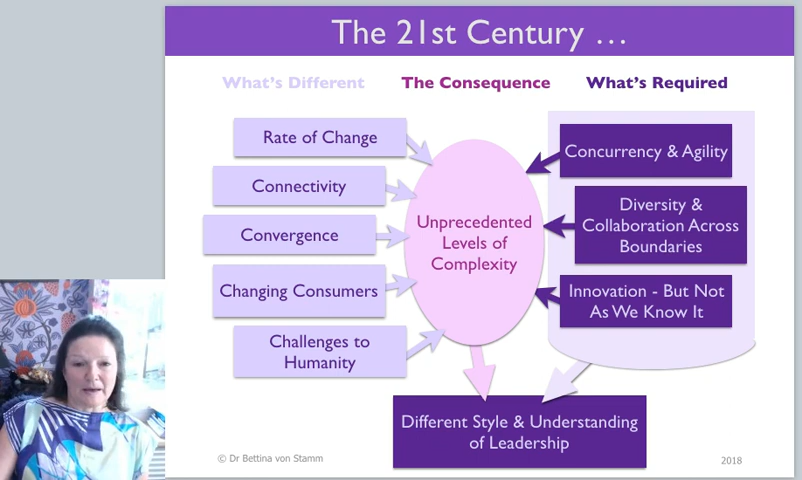 The 21st Century …
What's Different
The Consequence
What's Required
Rate of Change
Connectivity
Convergence
Changing Consumers
Challenges to
Humanity
Unprecedented
Levels of
Complexity
Concurrency & Agility
Diversity &
Collaboration Across
Boundaries
Innovation - But Not
As We Know It
Different Style & Understanding
of Leadership
© Dr Bettina von Stamm
2018